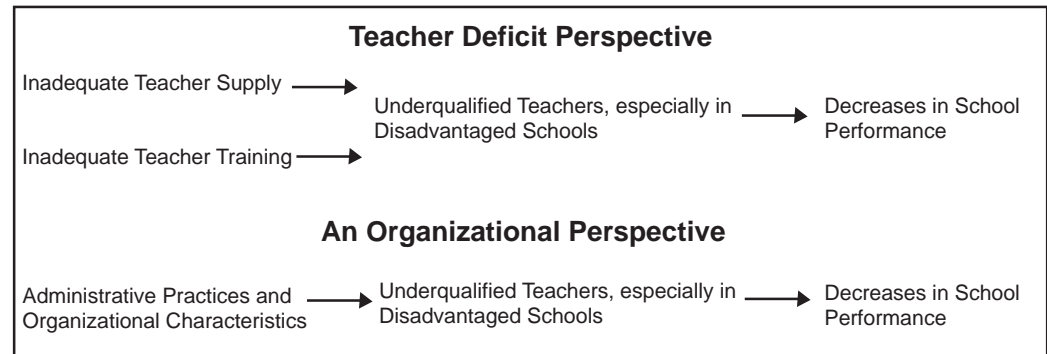 Teacher Deficit Perspective
Inadequate Teacher Supply
Underqualified Teachers, especially in
Disadvantaged Schools
Decreases in School
Performance
Inadequate Teacher Training
An Organizational Perspective
Administrative Practices and
Organizational Characteristics
Underqualified Teachers, especially in
Disadvantaged Schools
Decreases in School
Performance